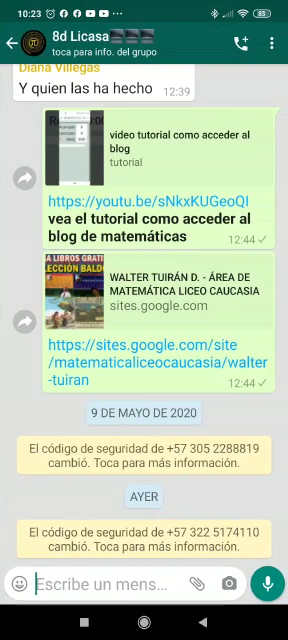 10:23
83
8d Licasa
toca para info. del grupo
Diana Villegas
Y quien las ha hecho 12:39
video tutorial como acceder al
blog
tutorial
https://youtu.be/sNkxKUGeoQI
vea el tutorial como acceder al
blog de matemáticas 12:44
WALTER TUIRÁN D. - ÁREA DE
MATEMÁTICA LICEO CAUCASIA
sites.google.com
https://sites.google.com/site
/matematicaliceocaucasia/walter
-tuiran 12:44
9 DE MAYO DE 2020
El código de seguridad de +57 305 2288819
cambió. Toca para más información.
AYER
El código de seguridad de +57 322 5174110
cambió. Toca para más información.
Escribe un mens...